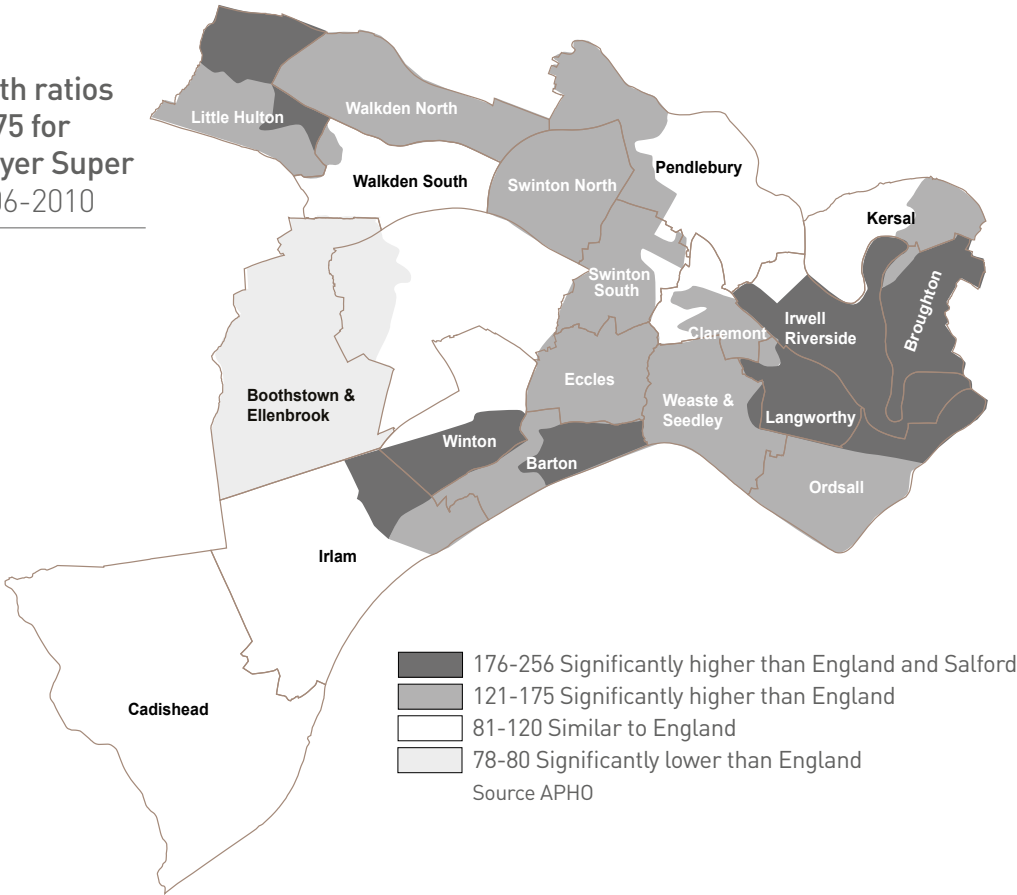 th ratios
75 for
yer Super
06-2010
Little Hulton
Walkden North
Walkden South
Swinton North
Pendlebury
Kersal
Swinton
South
Claremont
Irwell
Riverside
Broughton
Boothstown &
Ellenbrook
Eccles
Weaste &
Seedley
Langworthy
Winton
Barton
Ordsall
Irlam
Cadishead
176-256 Significantly higher than England and Salford
121-175 Significantly higher than England
81-120 Similar to England
78-80 Significantly lower than England
Source APHO